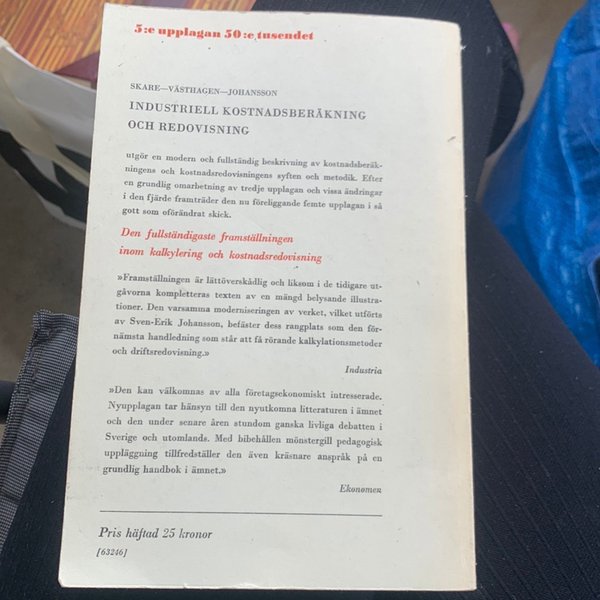 5:e upplagan 50:e tusendet
SKARE—VÄSTHAGEN—JOHANSSON
INDUSTRIELL KOSTNADSBERÄKNING
OCH REDOVISNING
utgör en modern och fullständig beskrivning av kostnadsberäk-
ningens och kostnadsredovisningens syften och metodik. Efter
en grundlig omarbetning av tredje upplagan och vissa ändringar
i den fjärde framträder den nu föreliggande femte upplagan i så
gott som oförändrat skick.
Den fullständigaste framställningen
inom kalkylering och kostnadsredovisning
»Framställningen är lättöverskådlig och liksom i de tidigare ut-
gåvorna kompletteras texten av en mängd belysande illustra-
tioner. Den varsamma moderniseringen av verket, vilket utförts
av Sven-Erik Johansson, befäster dess rangplats som den för-
nämsta handledning som står att få rörande kalkylationsmetoder
och driftsredovisning.»
Industria
»Den kan välkomnas av alla företagsekonomiskt intresserade.
Nyupplagan tar hänsyn till den nyutkomna litteraturen i ämnet
och den under senare åren stundom ganska livliga debatten i
Sverige och utomlands. Med bibehållen mönstergill pedagogisk
uppläggning tillfredställer den även kräsnare anspråk på en
grundlig handbok i ämnet.»
Ekonomen
Pris häftad 25 kronor
[63246]